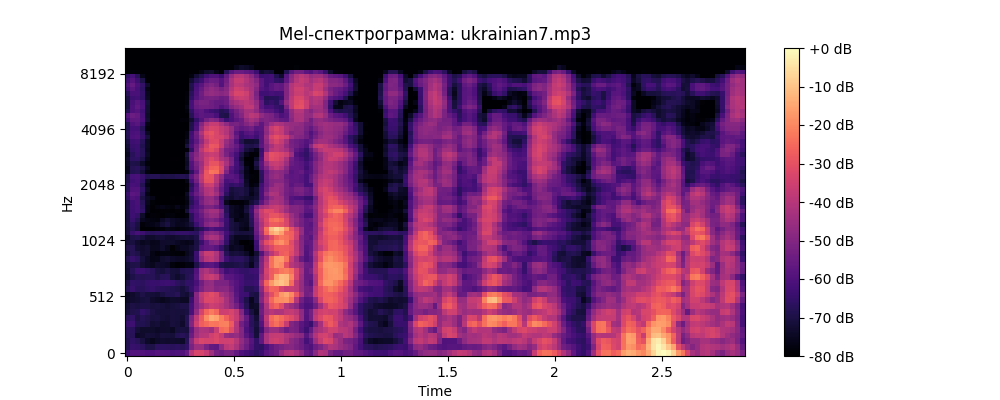 Mel-спектрограмма: ukrainian7.mp3
Hz
8192
4096
2048
1024
512
0
0 0.5 1 1.5 2 2.5
Time
+0 dB
-10 dB
-20 dB
-30 dB
-40 dB
-50 dB
-60 dB
-70 dB
-80 dB